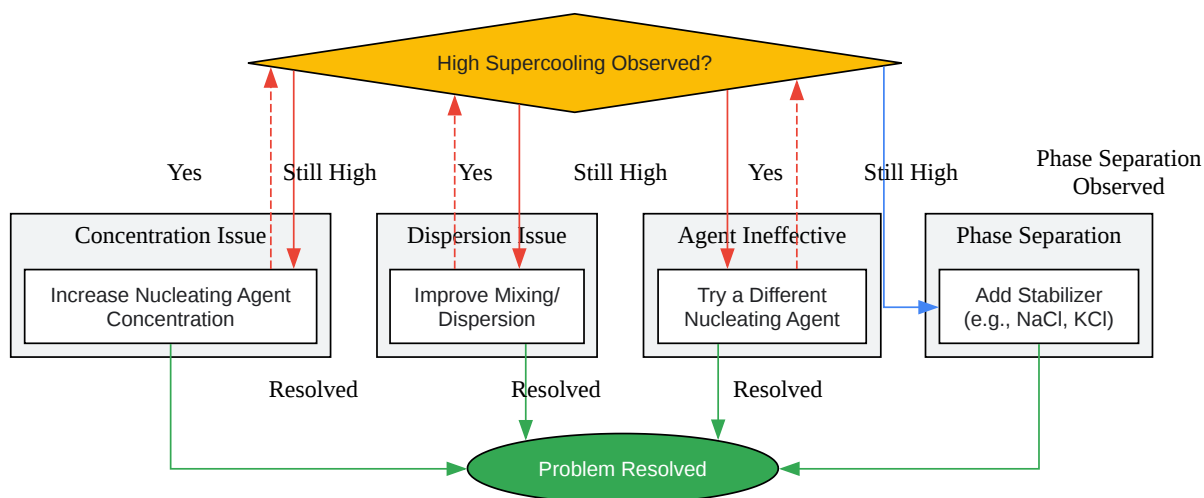 High Supercooling Observed?
Yes
Still High
Yes
Still High
Yes
Still High
Phase Separation
Observed
Concentration Issue
Dispersion Issue
Agent Ineffective
Phase Separation
Increase Nucleating Agent
Concentration
Improve Mixing/
Dispersion
Try a Different
Nucleating Agent
Add Stabilizer
(e.g., NaCl, KCl)
Resolved
Resolved
Resolved
Problem Resolved